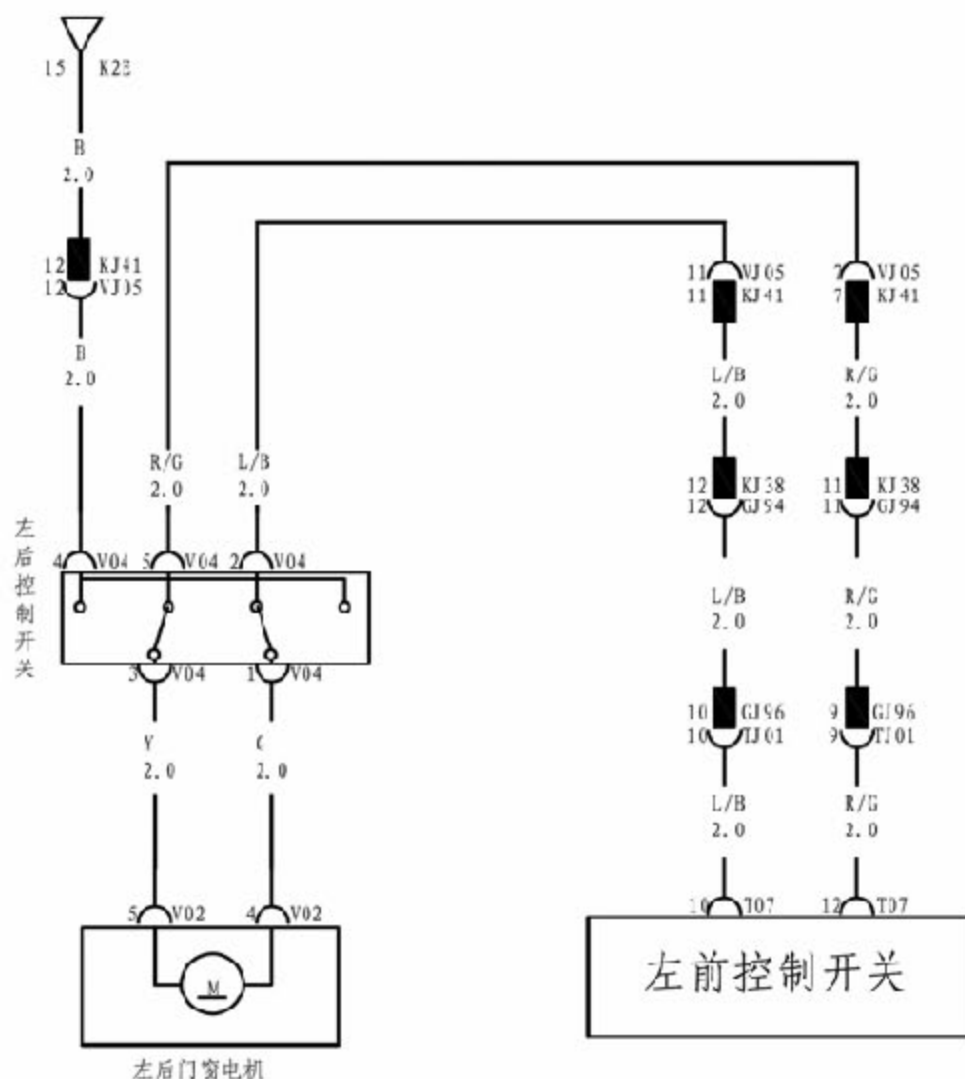 15 K2E
B
2.0
12 KJ41
12 VJ05
B
2.0
11 VJ05
11 KJ41
7 VJ05
7 KJ41
L/B
2.0
R/G
2.0
R/G
2.0
L/B
2.0
12 KJ38
12 GJ94
11 KJ38
11 GJ94
左后控制开关
4 V04
5 V04
2 V04
L/B
2.0
R/G
2.0
3 V04
1 V04
10 GJ96
10 TJ01
9 GJ96
9 TJ01
Y
2.0
2.0
L/B
2.0
R/G
2.0
5 V02
4 V02
10 T07
12 T07
M
左前控制开关
左后门窗电机